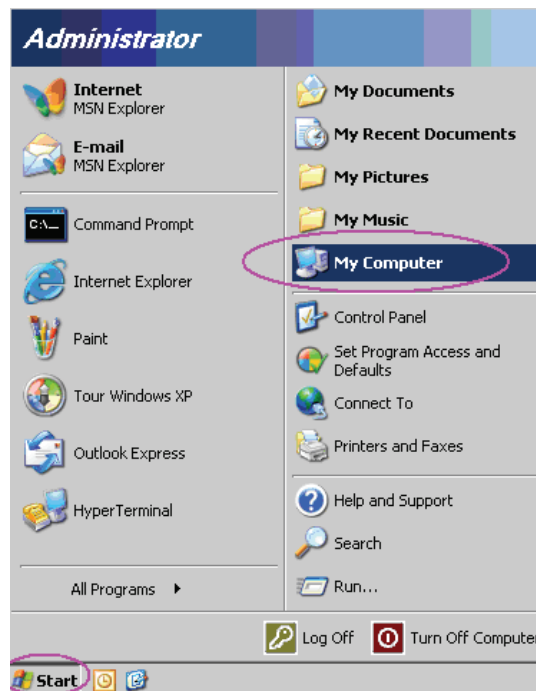 Administrator
Internet
MSN Explorer
E-mail
MSN Explorer
Command Prompt
Internet Explorer
Paint
Tour Windows XP
Outlook Express
HyperTerminal
All Programs
My Documents
My Recent Documents
My Pictures
My Music
My Computer
Control Panel
Set Program Access and
Defaults
Connect To
Printers and Faxes
Help and Support
Search
Run...
Log Off
Turn Off Computer
Start